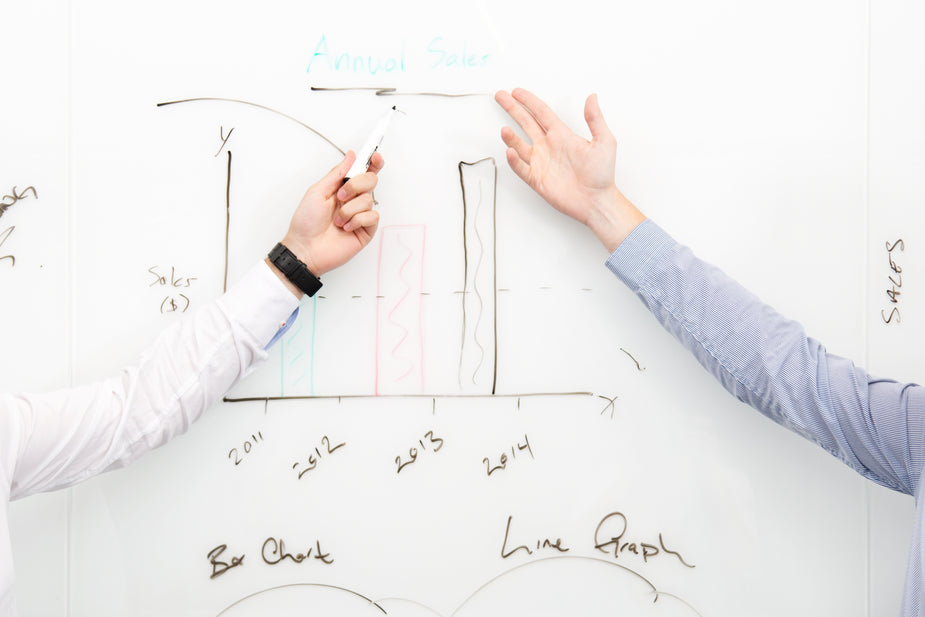 Annual Sales
y
Sales
($)
SALES
x
2011 2012 2013 2014
Bar Chart
Line Graph